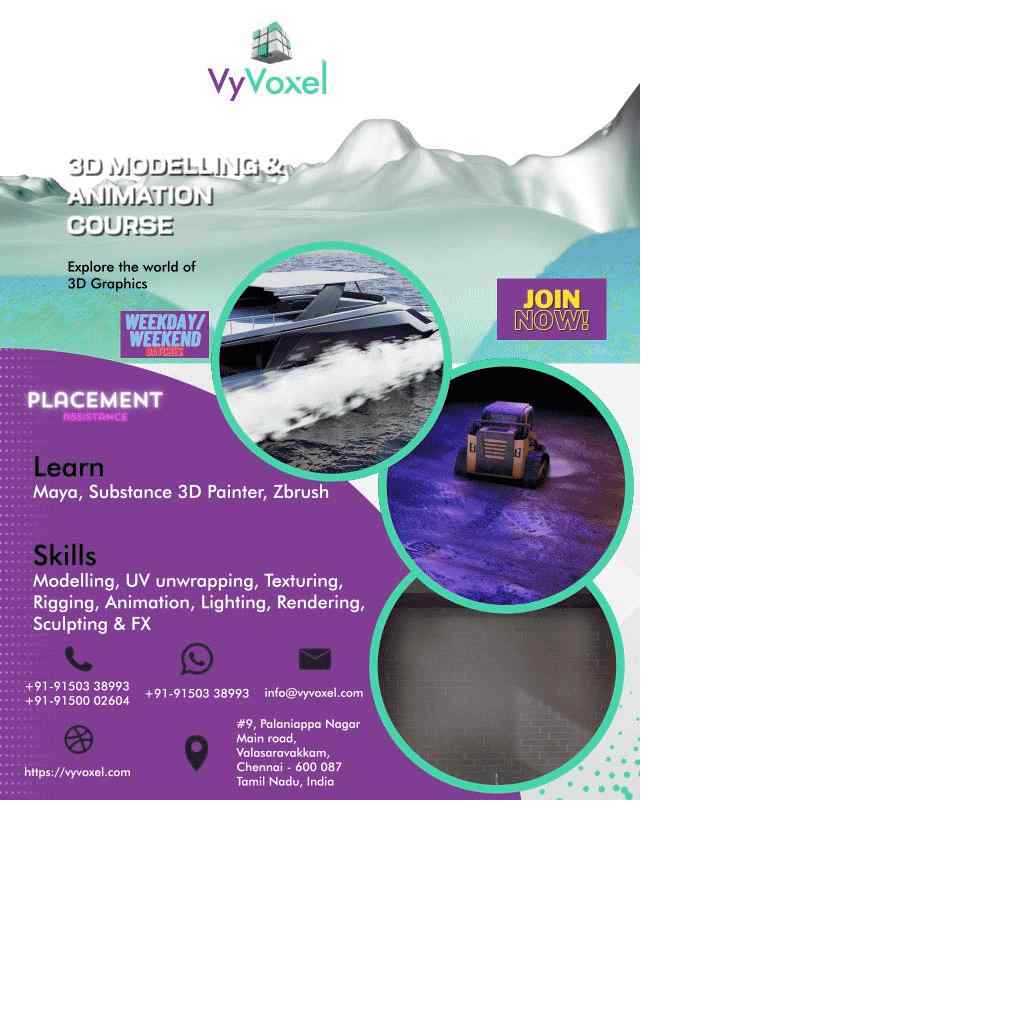 VyVoxel
3D MODELLING &
ANIMATION
COURSE
Explore the world of
3D Graphics
JOIN
NOW!
WEEKDAY/
WEEKEND
BATCHES
PLACEMENT
ASSISTANCE
Learn
Maya, Substance 3D Painter, Zbrush
Skills
Modelling, UV unwrapping, Texturing,
Rigging, Animation, Lighting, Rendering,
Sculpting & FX
+91-91503 38993
+91-91500 02604
+91-91503 38993
info@vyvoxel.com
https://vyvoxel.com
#9, Palaniappa Nagar
Main road,
Valasaravakkam,
Chennai - 600 087
Tamil Nadu, India